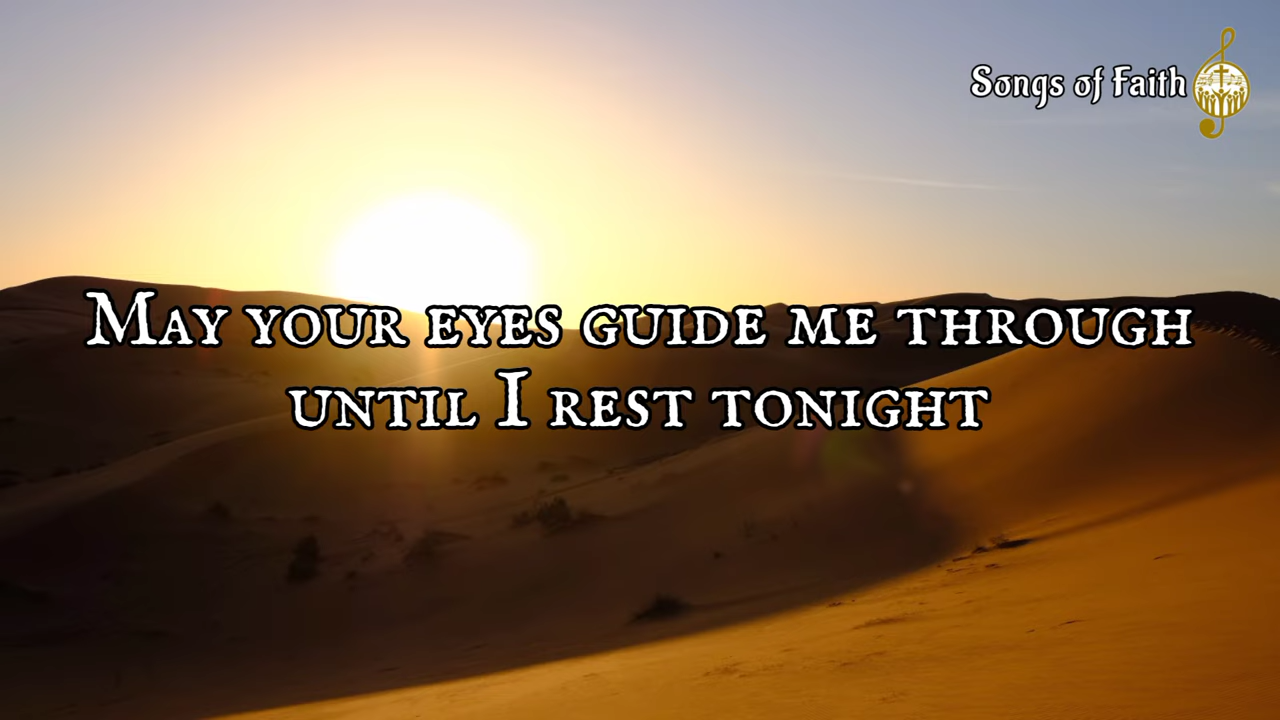 Songs of Faith
May your eyes guide me through
until I rest tonight